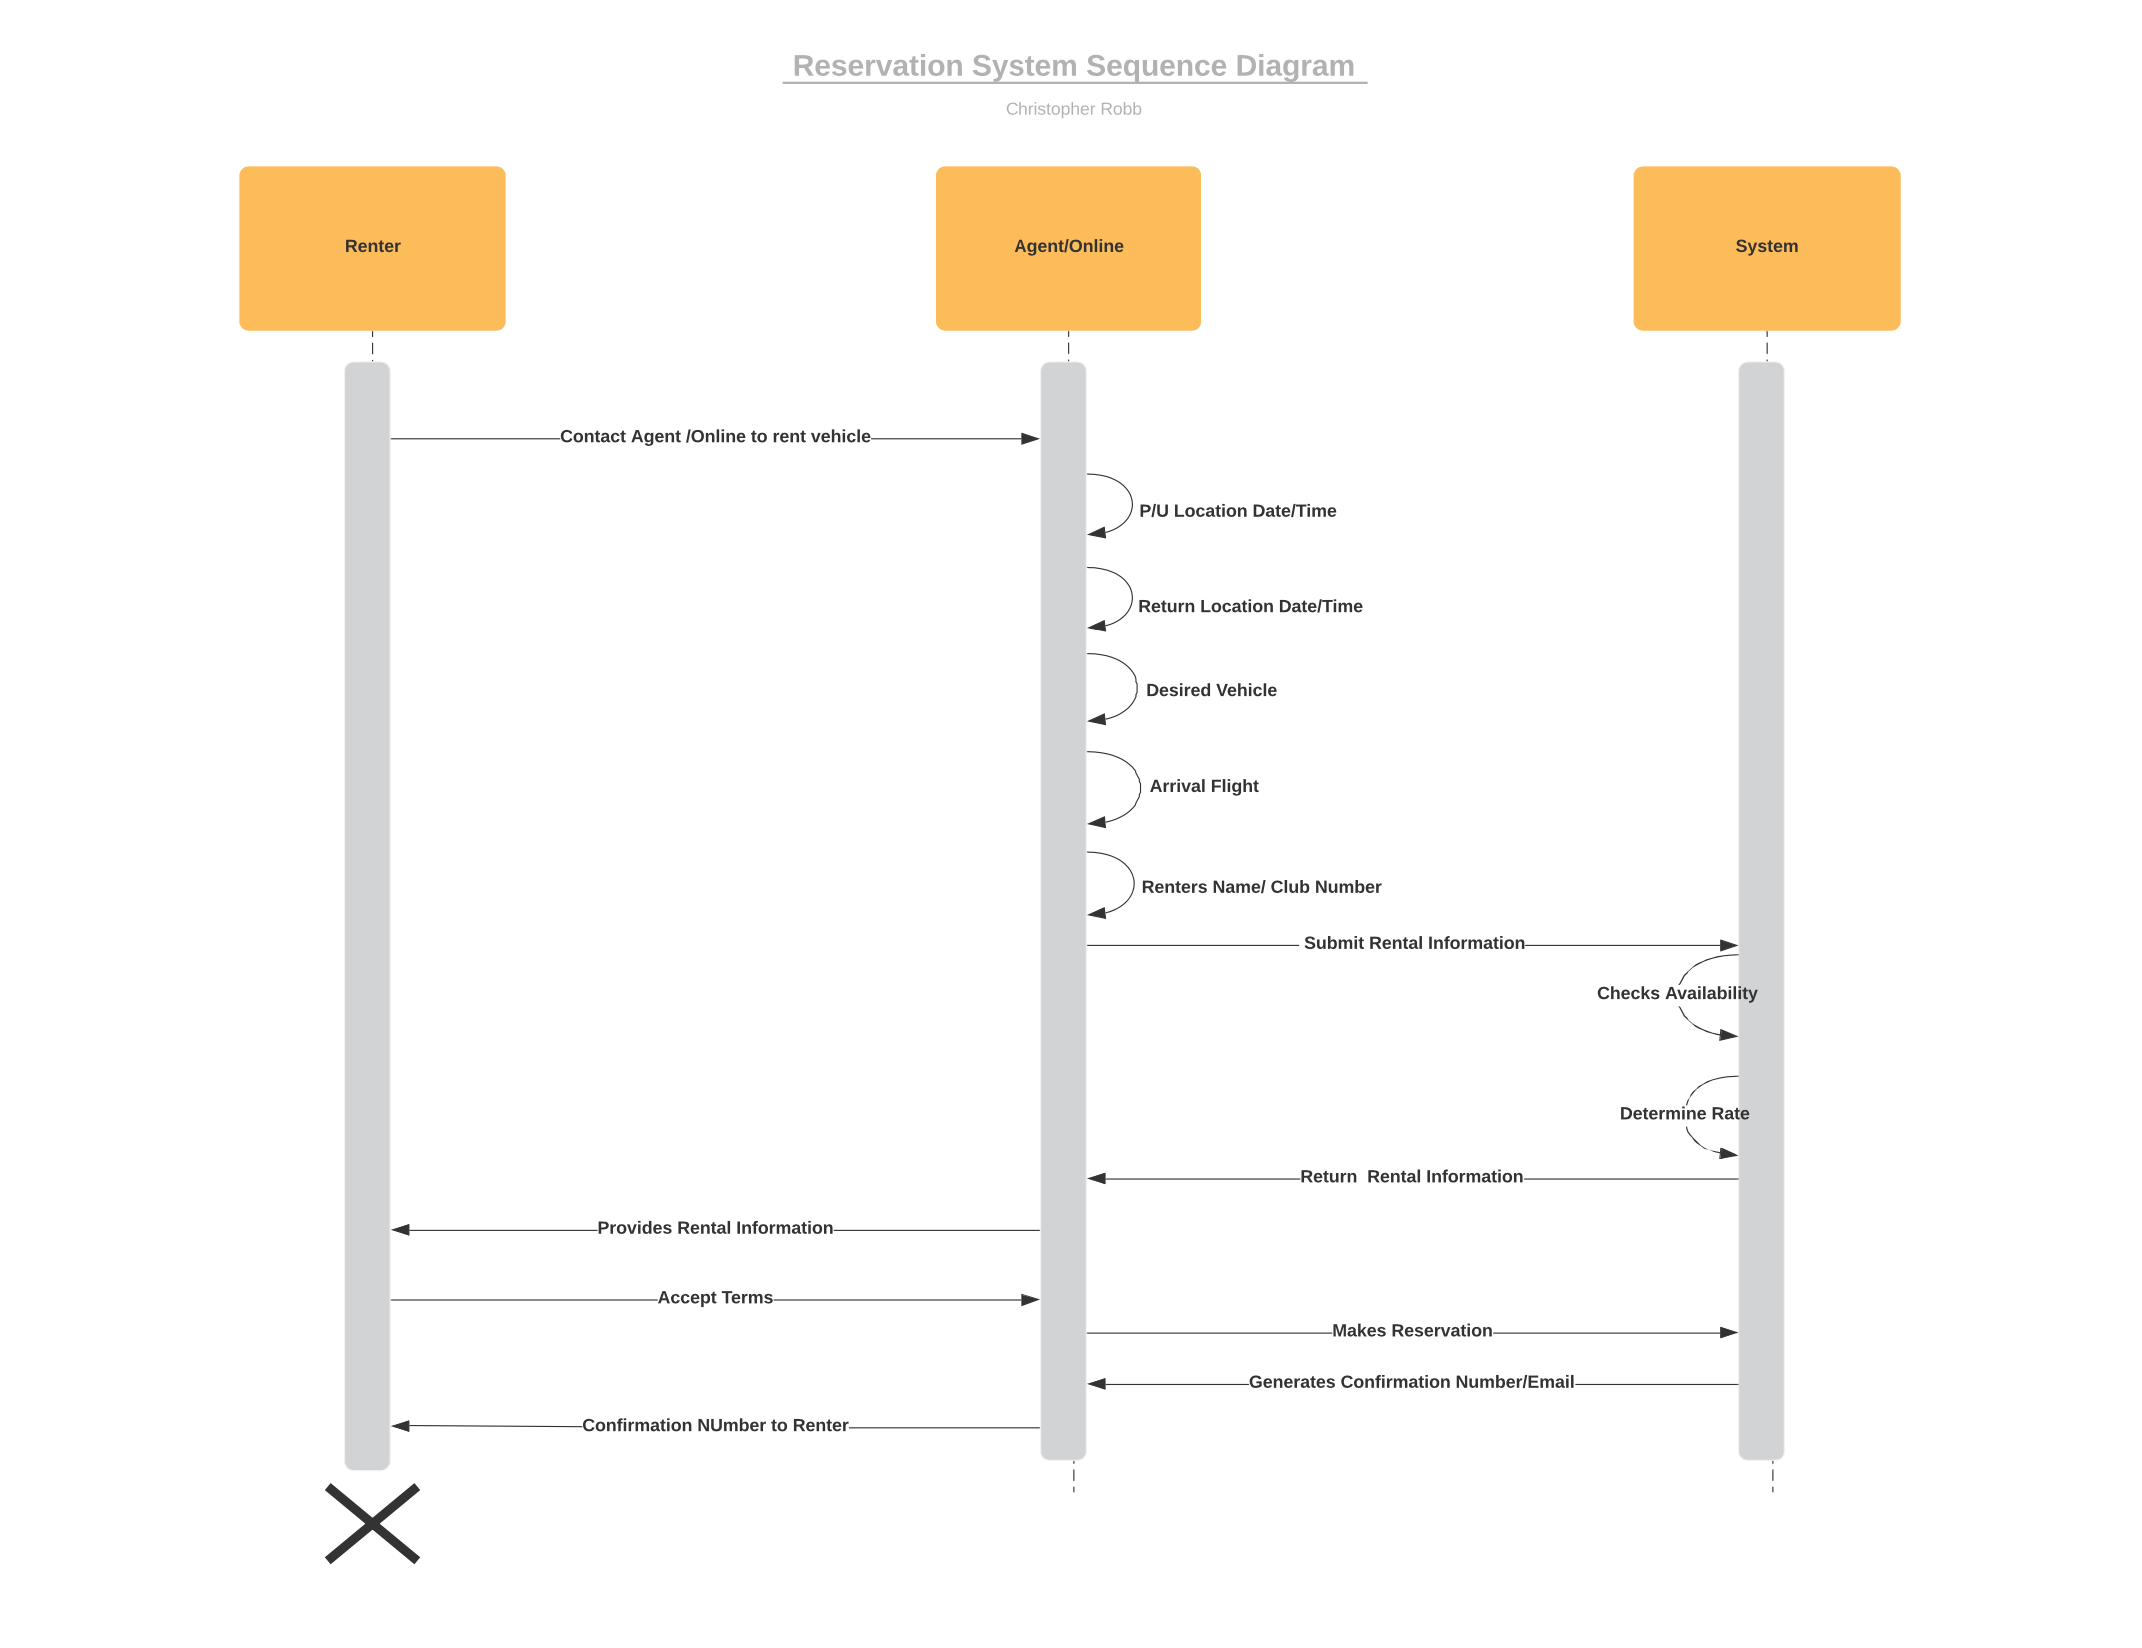 Reservation System Sequence Diagram
Christopher Robb
Renter
Agent/Online
System
Contact Agent /Online to rent vehicle
P/U Location Date/Time
Return Location Date/Time
Desired Vehicle
Arrival Flight
Renters Name/ Club Number
Submit Rental Information
Checks Availability
Determine Rate
Return  Rental Information
Provides Rental Information
Accept Terms
Makes Reservation
Generates Confirmation Number/Email
Confirmation NUmber to Renter